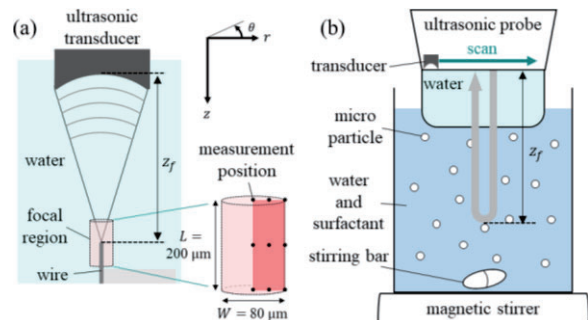 (a)
ultrasonic
transducer
θ
r
z
water
z_f
measurement
position
focal
region
L =
200 μm
wire
W = 80 μm
(b)
ultrasonic probe
transducer
scan
water
micro
particle
z_f
water
and
surfactant
stirring bar
magnetic stirrer